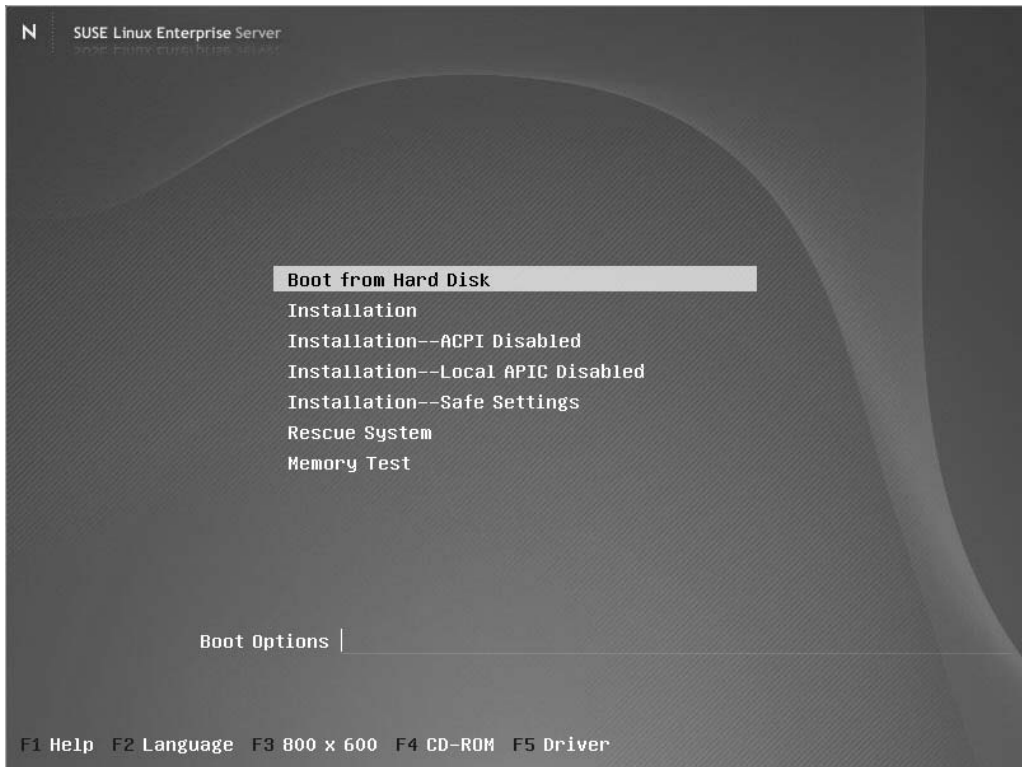 N SUSE Linux Enterprise Server
Boot from Hard Disk
Installation
Installation--ACPI Disabled
Installation--Local APIC Disabled
Installation--Safe Settings
Rescue System
Memory Test
Boot Options
F1 Help F2 Language F3 800 x 600 F4 CD-ROM F5 Driver